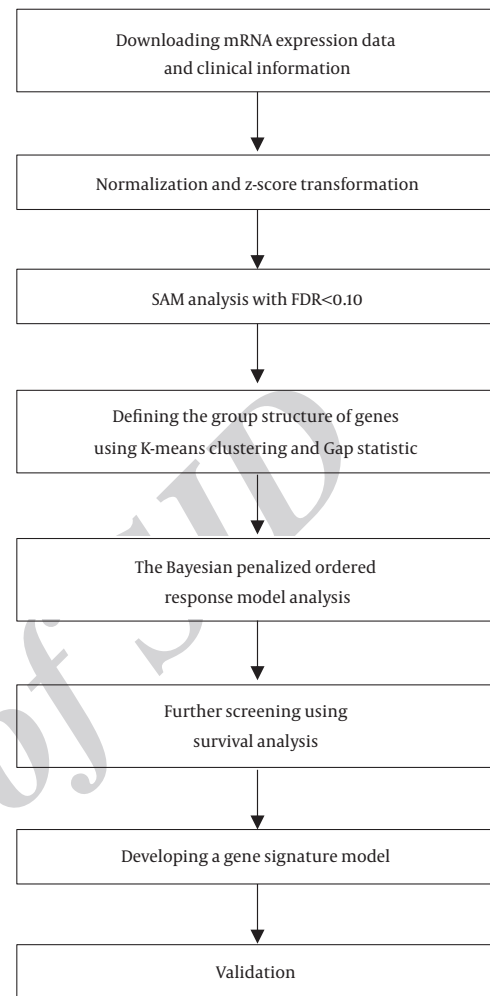 Downloading mRNA expression data
and clinical information
Normalization and z-score transformation
SAM analysis with FDR<0.10
Defining the group structure of genes
using K-means clustering and Gap statistic
The Bayesian penalized ordered
response model analysis
Further screening using
survival analysis
Developing a gene signature model
Validation
of SID